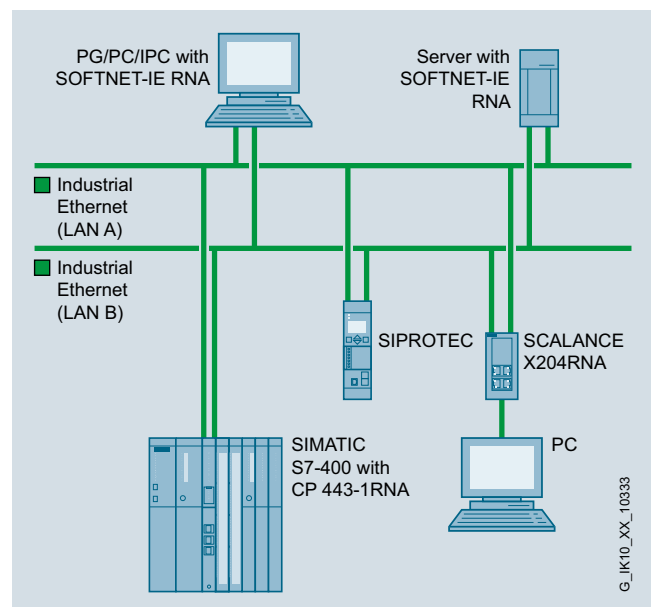 PG/PC/IPC with
SOFTNET-IE RNA
Server with
SOFTNET-IE
RNA
Industrial
Ethernet
(LAN A)
Industrial
Ethernet
(LAN B)
SIPROTEC
SCALANCE
X204RNA
SIMATIC
S7-400 with
CP 443-1RNA
PC
G_IK10_XX_10333